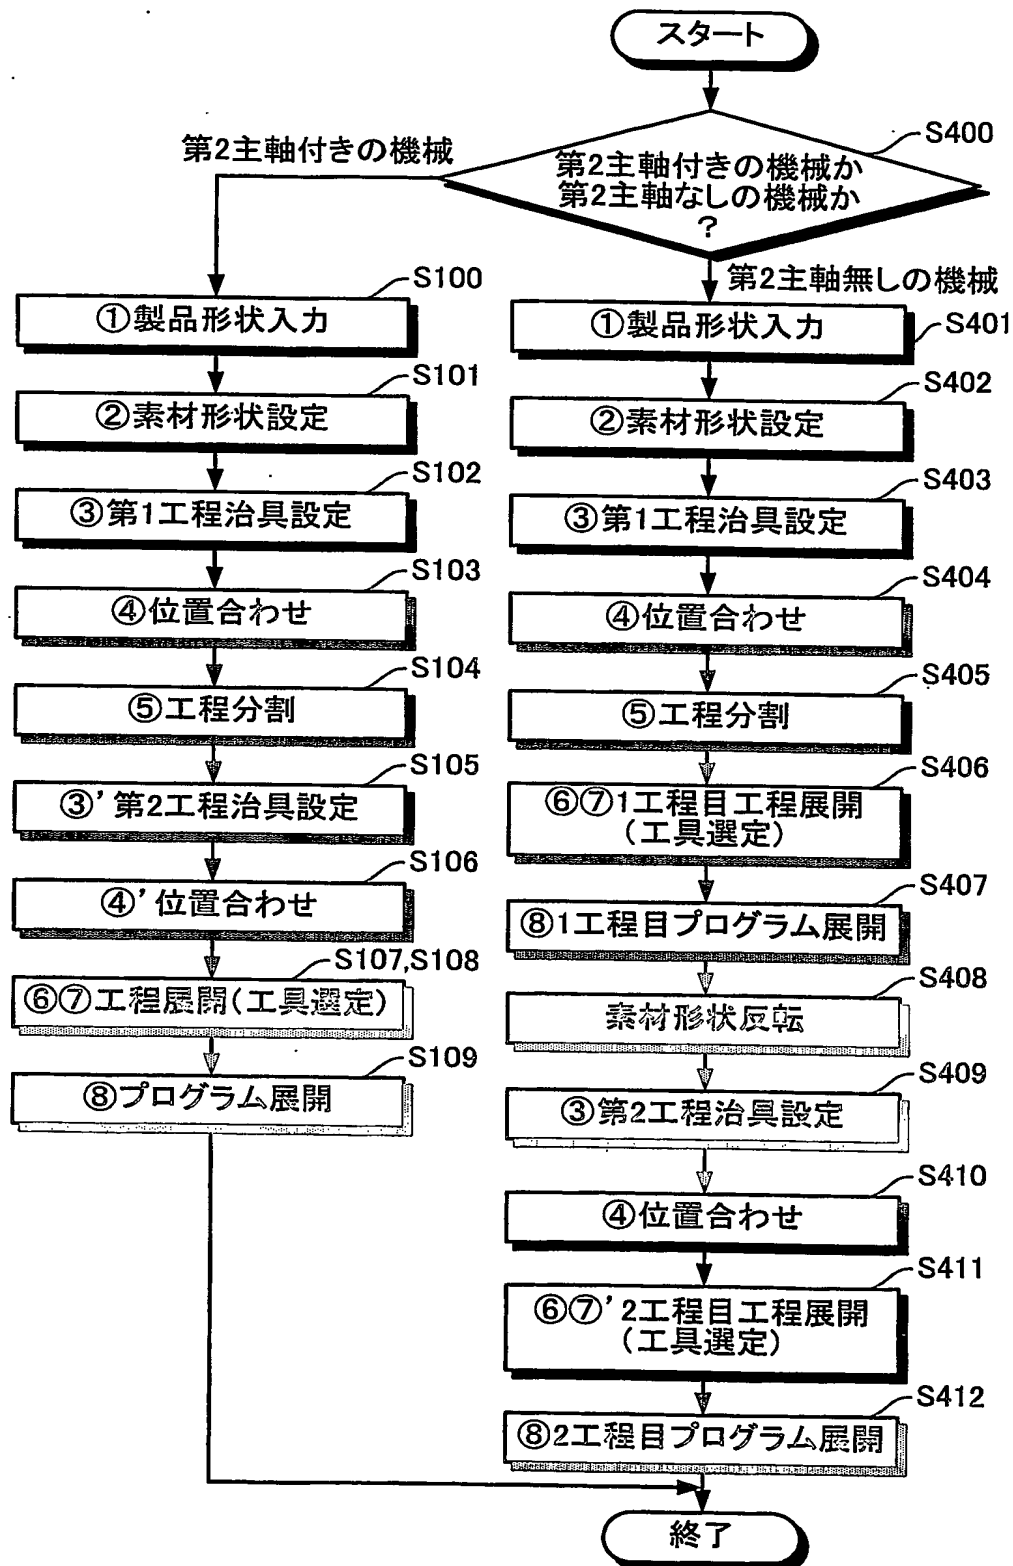 スタート
S400
第2主軸付きの機械か
第2主軸なしの機械か
?
第2主軸付きの機械
S100
①製品形状入力
S101
②素材形状設定
S102
③第1工程治具設定
S103
④位置合わせ
S104
⑤工程分割
S105
③’第2工程治具設定
S106
④’位置合わせ
S107,S108
⑥⑦工程展開(工具選定)
S109
⑧プログラム展開
第2主軸無しの機械
①製品形状入力
S401
S402
②素材形状設定
S403
③第1工程治具設定
S404
④位置合わせ
S405
⑤工程分割
S406
⑥⑦1工程目工程展開
(工具選定)
S407
⑧1工程目プログラム展開
S408
素材形状反転
S409
③第2工程治具設定
S410
④位置合わせ
S411
⑥⑦’2工程目工程展開
(工具選定)
S412
⑧2工程目プログラム展開
終了